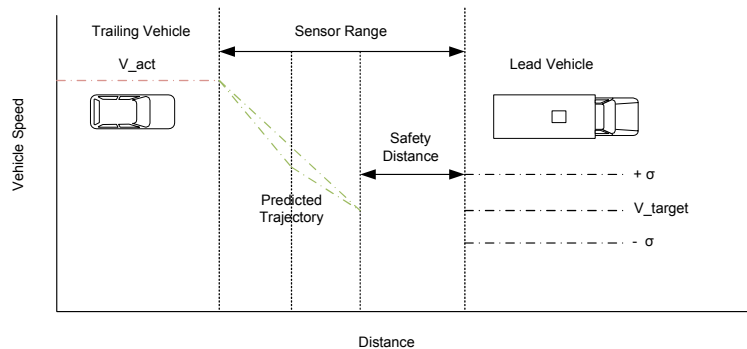 Trailing Vehicle
Sensor Range
V_act
Lead Vehicle
Vehicle Speed
Safety
Distance
+ σ
Predicted
Trajectory
V_target
- σ
Distance